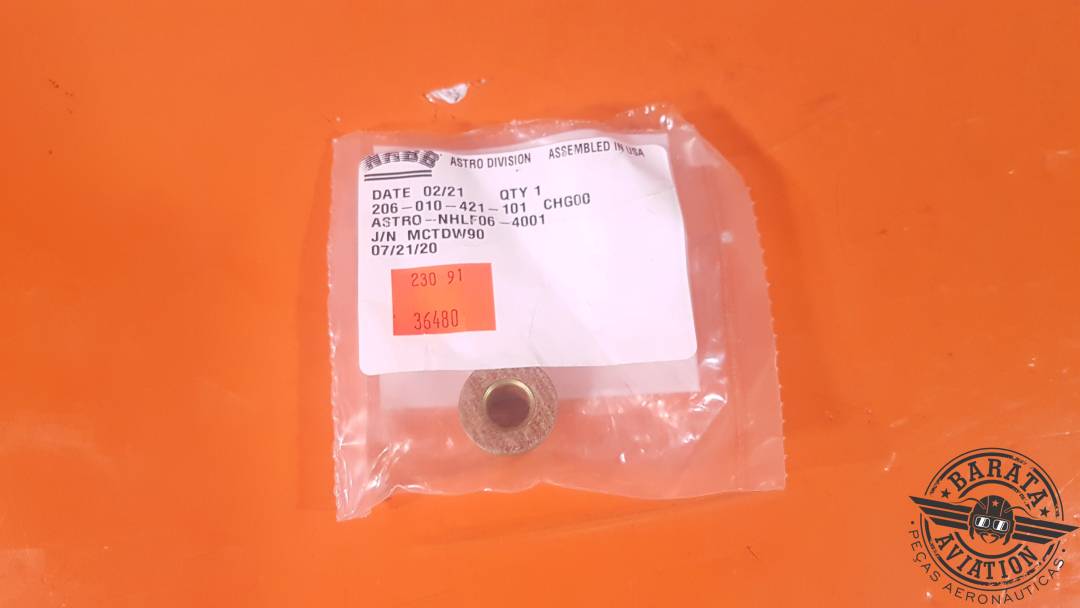 NHBB ASTRO DIVISION ASSEMBLED IN USA
DATE 02/21 QTY 1
206-010-421-101 CHG00
ASTRO-NHLF06-4001
J/N MCTDW90
07/21/20
230 91
36480
BARATA
AVIATION
PEÇAS AERONÁUTICAS